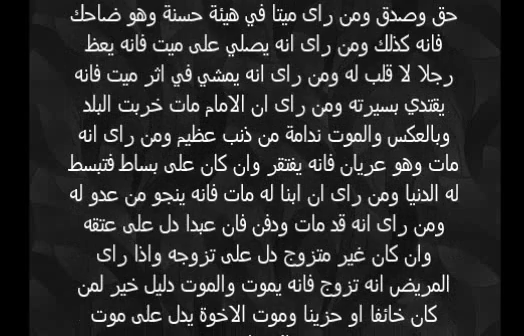 حق وصدق ومن راى ميتا في هيئة حسنة وهو ضاحك
فانه كذلك ومن راى انه يصلي على ميت فانه يعظ
رجلا لا قلب له ومن راى انه يمشي في اثر ميت فانه
يقتدي بسيرته ومن راى ان الامام مات خربت البلد
وبالعكس والموت ندامة من ذنب عظيم ومن راى انه
مات وهو عريان فانه يفتقر وان كان على بساط فتبسط
له الدنيا ومن راى ان ابنا له مات فانه ينجو من عدو له
ومن راى انه قد مات ودفن فان عبدا دل على عتقه
وان كان غير متزوج دل على تزوجه واذا راى
المريض انه تزوج فانه يموت والموت دليل خير لمن
كان خائفا او حزينا وموت الاخوة يدل على موت